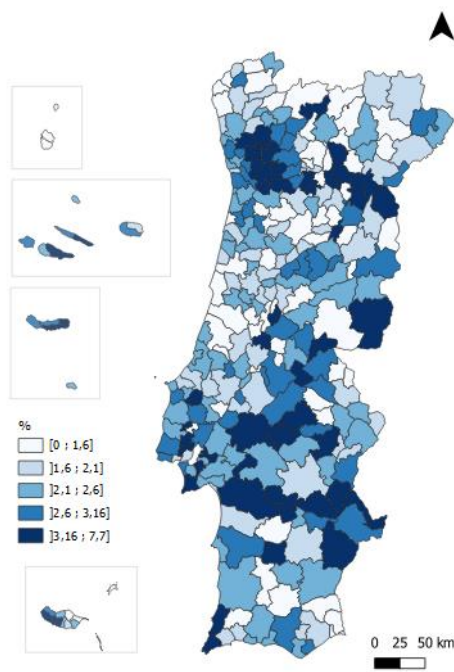 %
[0 ; 1,6]
]1,6 ; 2,1]
]2,1 ; 2,6]
]2,6 ; 3,16]
]3,16 ; 7,7]
0 25 50 km